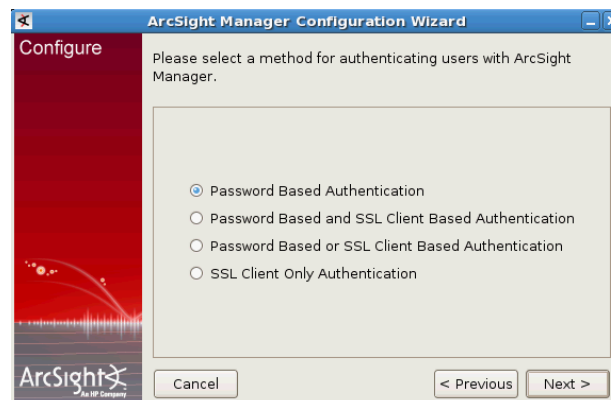 ArcSight Manager Configuration Wizard
Configure
Please select a method for authenticating users with ArcSight
Manager.
Password Based Authentication
Password Based and SSL Client Based Authentication
Password Based or SSL Client Based Authentication
SSL Client Only Authentication
ArcSight
An HP Company
Cancel
< Previous
Next >